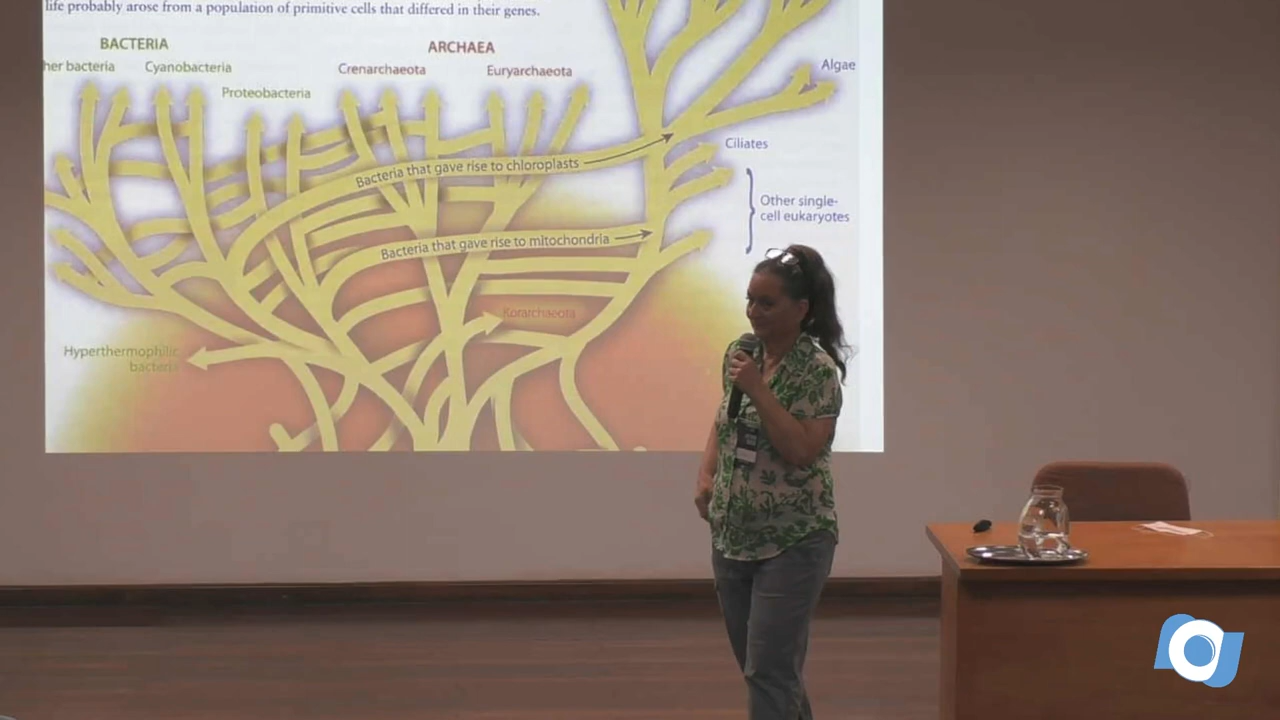 life probably arose from a population of primitive cells that differed in their genes.
BACTERIA
ARCHAEA
her bacteria
Cyanobacteria
Crenarchaeota
Euryarchaeota
Algae
Proteobacteria
Ciliates
Bacteria that gave rise to chloroplasts
Other single-
cell eukaryotes
Bacteria that gave rise to mitochondria
Korarchaeota
Hyperthermophilic
bacteria